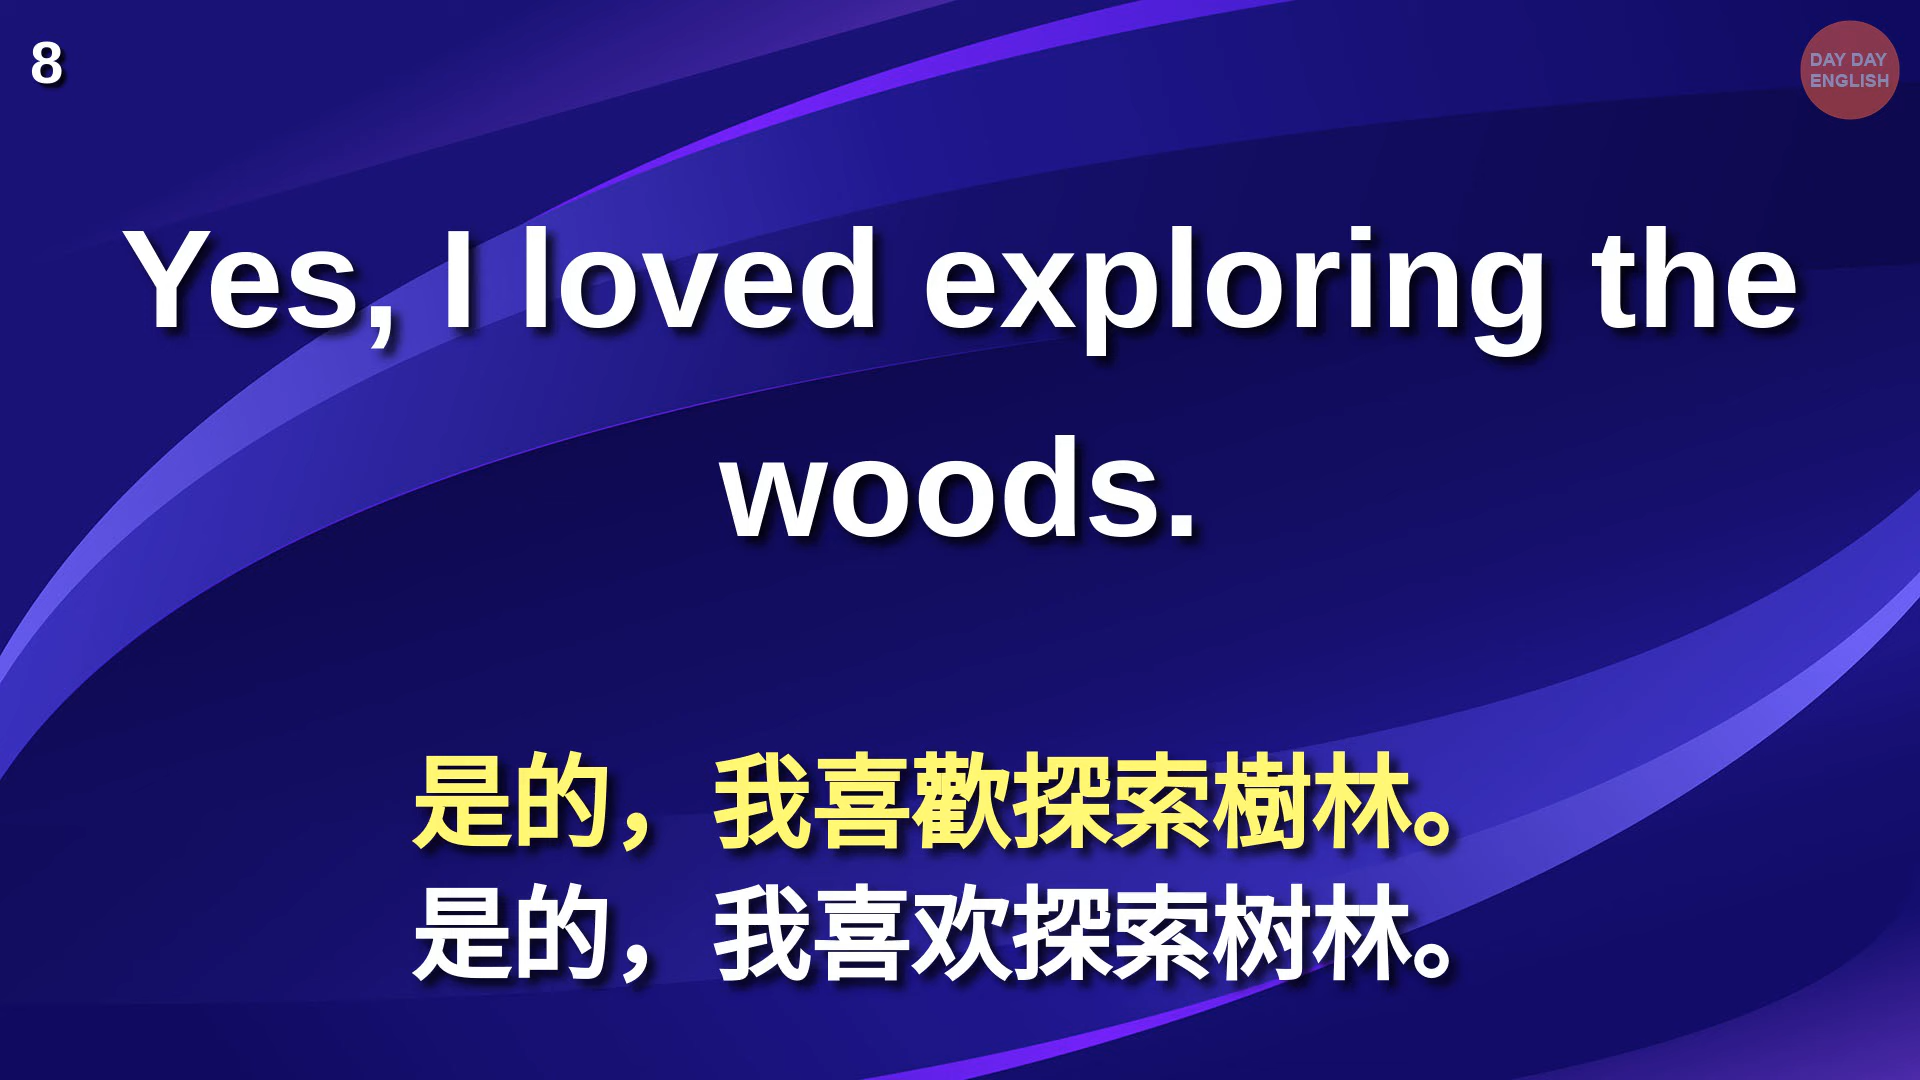 8
DAY DAY
ENGLISH
Yes, I loved exploring the
woods.
是的，我喜歡探索樹林。
是的，我喜欢探索树林。